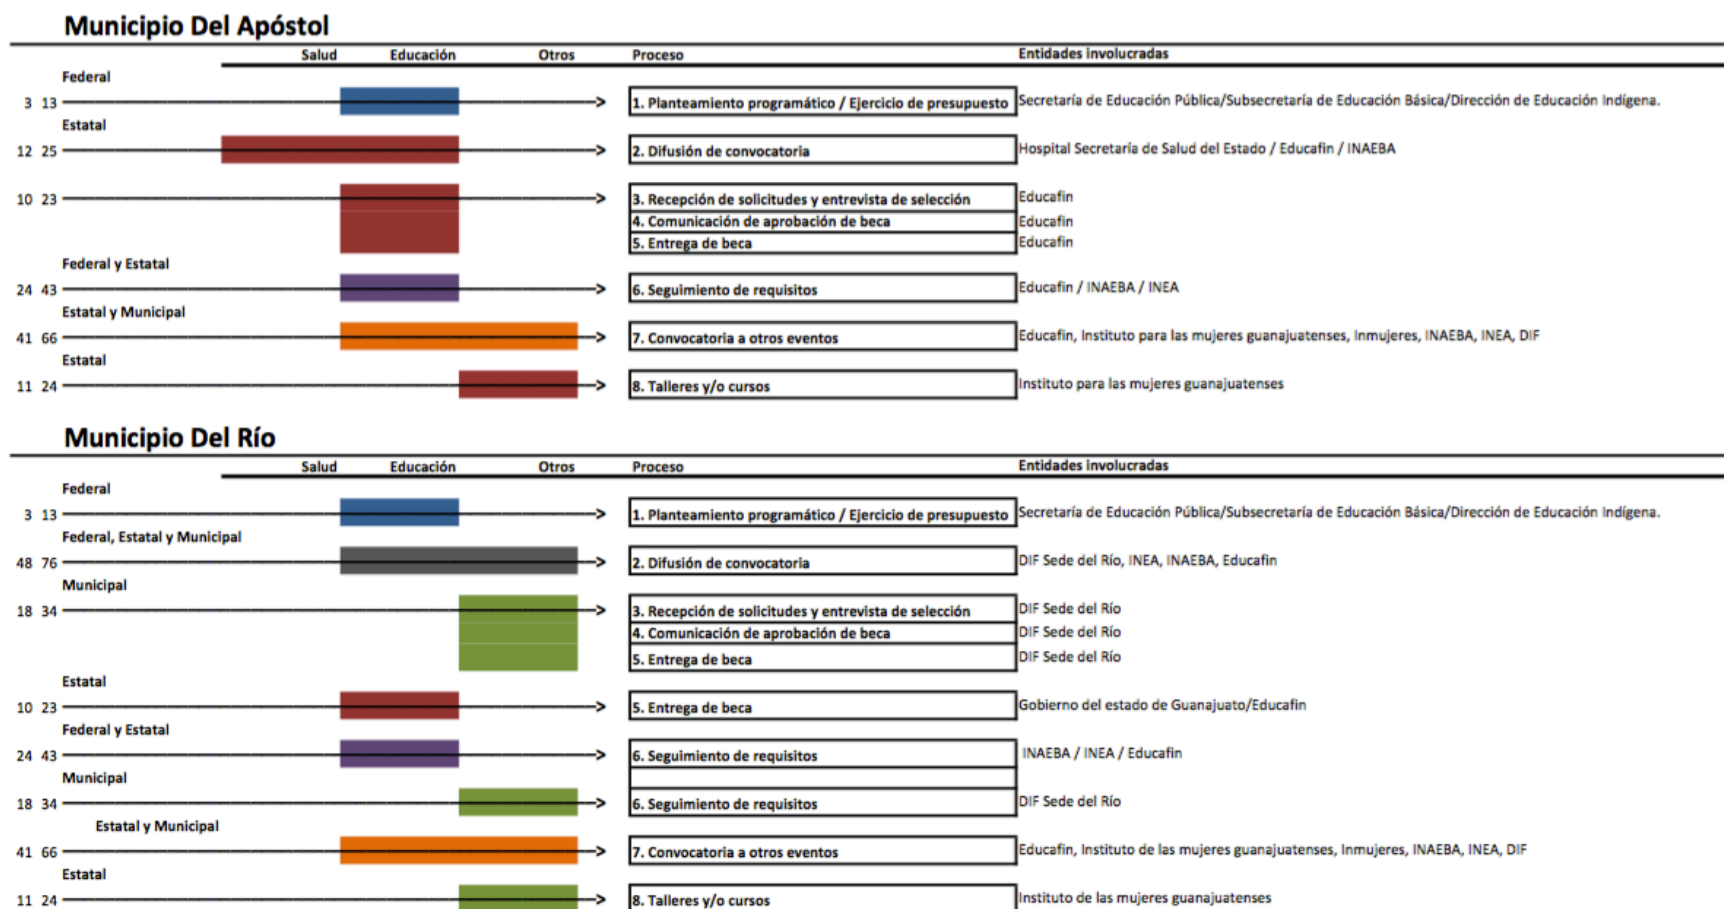 Municipio Del Apóstol
Salud Educación Otros Proceso Entidades involucradas
Federal
3 13 1. Planteamiento programático / Ejercicio de presupuesto Secretaría de Educación Pública/Subsecretaría de Educación Básica/Dirección de Educación Indígena.
Estatal
12 25 2. Difusión de convocatoria Hospital Secretaría de Salud del Estado / Educafin / INAEBA
10 23 3. Recepción de solicitudes y entrevista de selección Educafin
4. Comunicación de aprobación de beca Educafin
5. Entrega de beca Educafin
Federal y Estatal
24 43 6. Seguimiento de requisitos Educafin / INAEBA / INEA
Estatal y Municipal
41 66 7. Convocatoria a otros eventos Educafin, Instituto para las mujeres guanajuatenses, Inmujeres, INAEBA, INEA, DIF
Estatal
11 24 8. Talleres y/o cursos Instituto para las mujeres guanajuatenses
Municipio Del Río
Salud Educación Otros Proceso Entidades involucradas
Federal
3 13 1. Planteamiento programático / Ejercicio de presupuesto Secretaría de Educación Pública/Subsecretaría de Educación Básica/Dirección de Educación Indígena.
Federal, Estatal y Municipal
48 76 2. Difusión de convocatoria DIF Sede del Río, INEA, INAEBA, Educafin
Municipal
18 34 3. Recepción de solicitudes y entrevista de selección DIF Sede del Río
4. Comunicación de aprobación de beca DIF Sede del Río
5. Entrega de beca DIF Sede del Río
Estatal
10 23 5. Entrega de beca Gobierno del estado de Guanajuato/Educafin
Federal y Estatal
24 43 6. Seguimiento de requisitos INAEBA / INEA / Educafin
Municipal
18 34 6. Seguimiento de requisitos DIF Sede del Río
Estatal y Municipal
41 66 7. Convocatoria a otros eventos Educafin, Instituto de las mujeres guanajuatenses, Inmujeres, INAEBA, INEA, DIF
Estatal
11 24 8. Talleres y/o cursos Instituto de las mujeres guanajuatenses